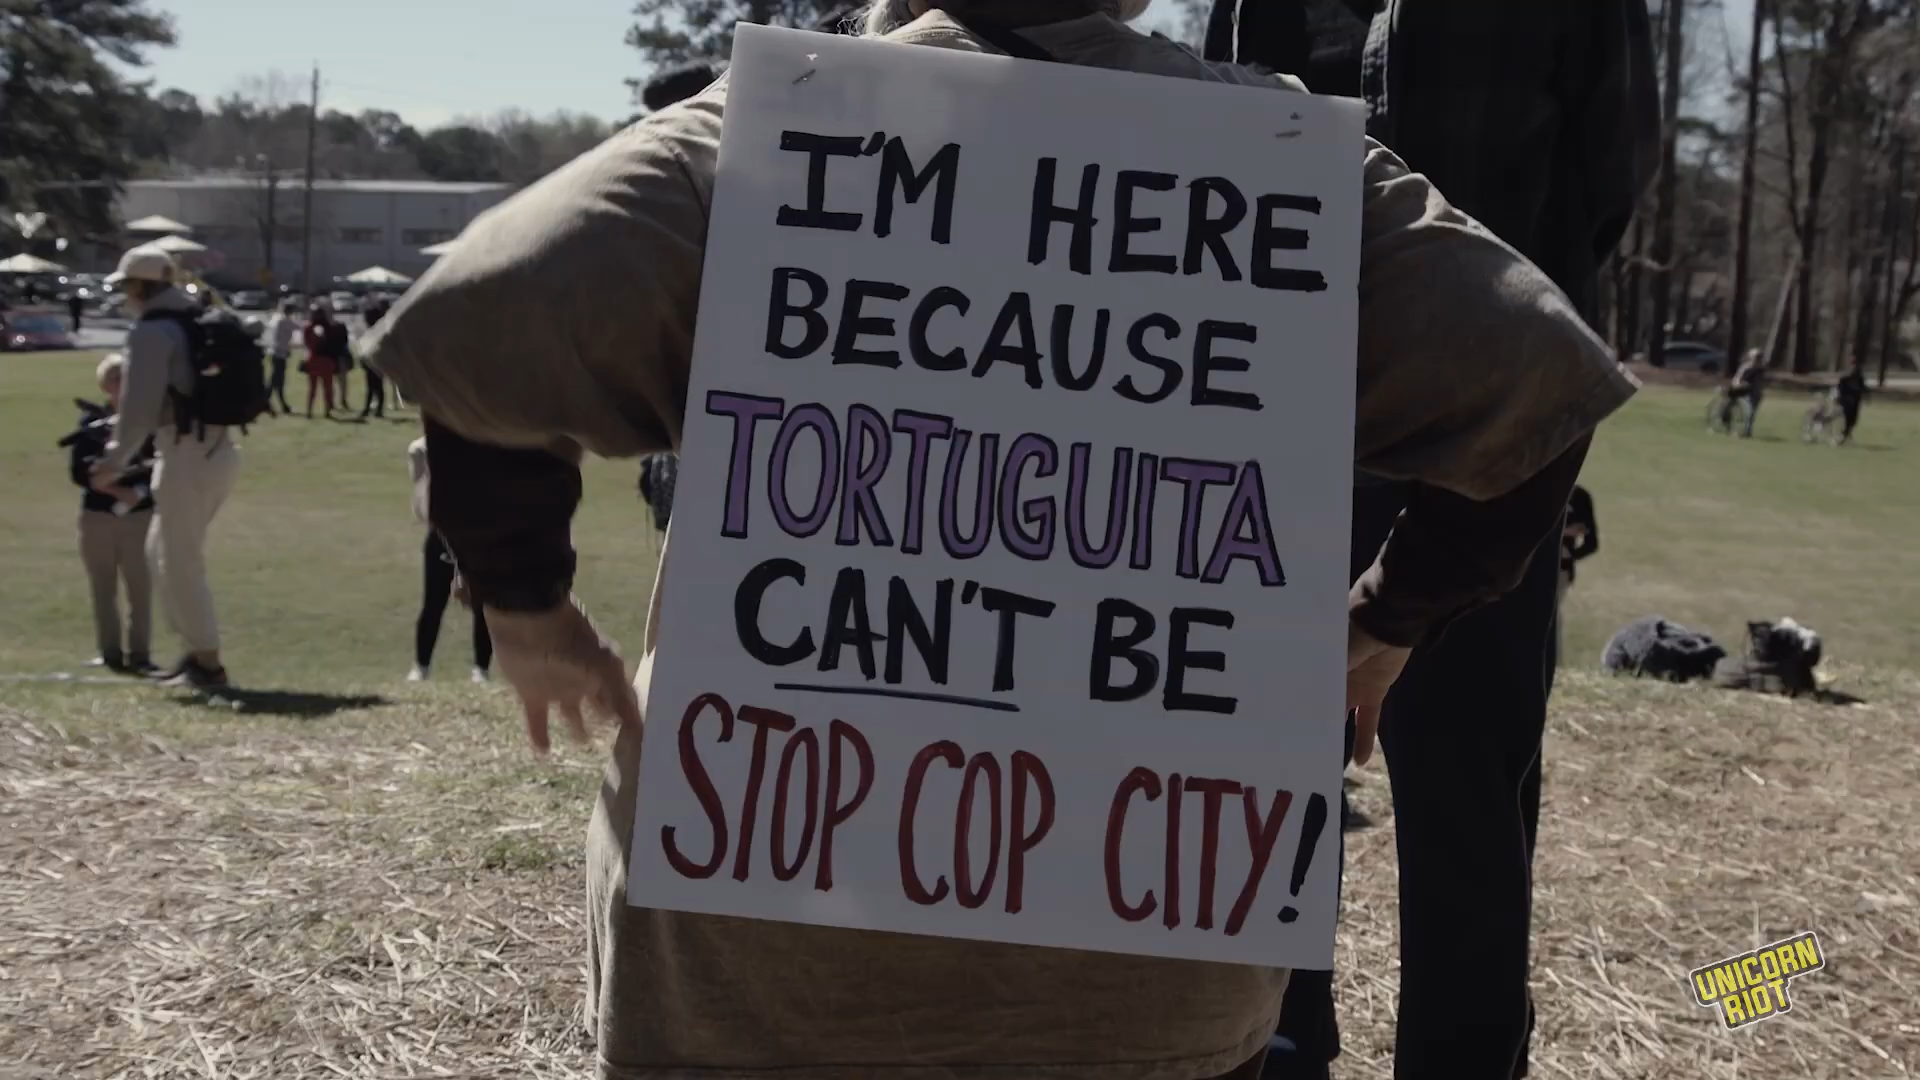 I'M HERE
BECAUSE
TORTUGUITA
CAN'T BE
STOP COP CITY!
UNICORN
RIOT